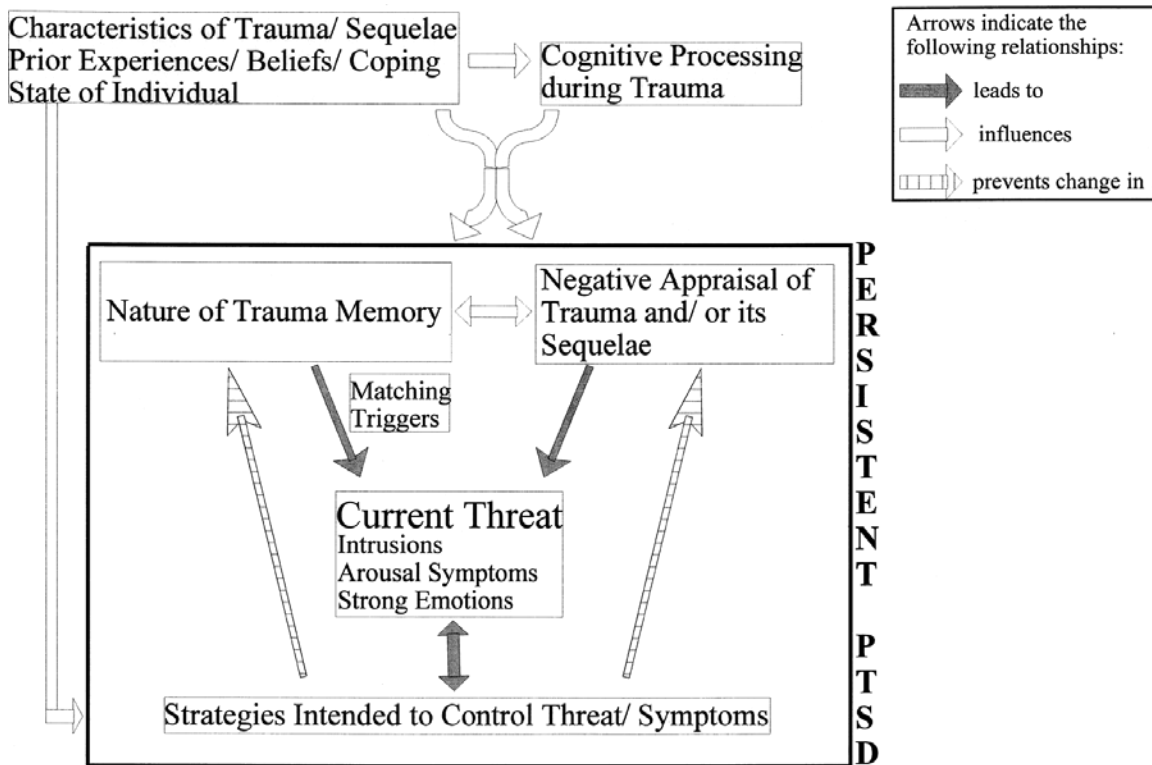 Characteristics of Trauma/ Sequelae
Prior Experiences/ Beliefs/ Coping
State of Individual
Cognitive Processing
during Trauma
Arrows indicate the
following relationships:
leads to
influences
prevents change in
Nature of Trauma Memory
Negative Appraisal of
Trauma and/ or its
Sequelae
Matching
Triggers
Current Threat
Intrusions
Arousal Symptoms
Strong Emotions
Strategies Intended to Control Threat/ Symptoms
PERSISTENT PTSD